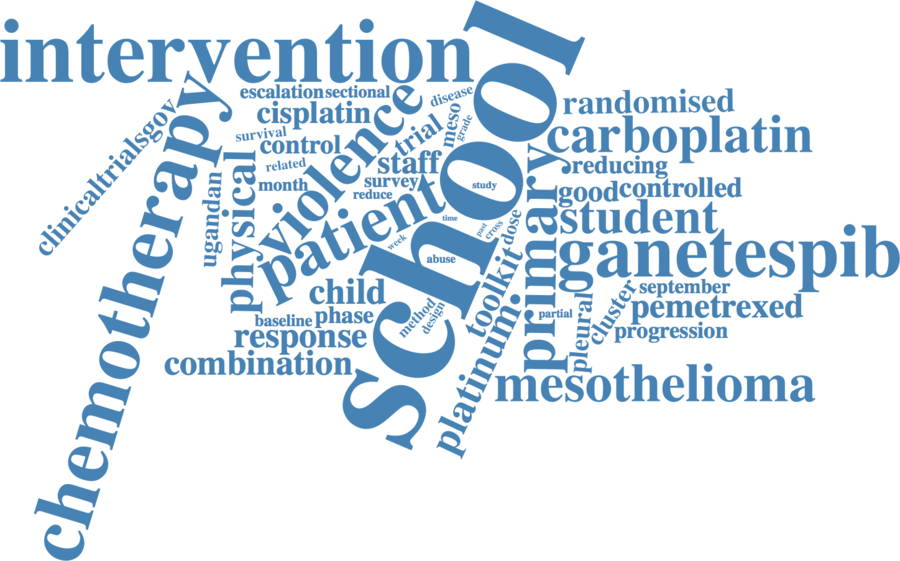 intervention
school
chemotherapy
escalation
sectional
disease
cisplatin
violence
meso
grade
randomised
clinicaltrialsgov
survival
control
trial
carboplatin
related
staff
reducing
month
survey
study
good
controlled
ugandan
physical
reduce
patient
primary
student
time
past
cross
dose
week
abuse
toolkit
ganetespib
child
september
method
design
partial
pleural
cluster
pemetrexed
baseline
phase
response
platinum
progression
combination
mesothelioma